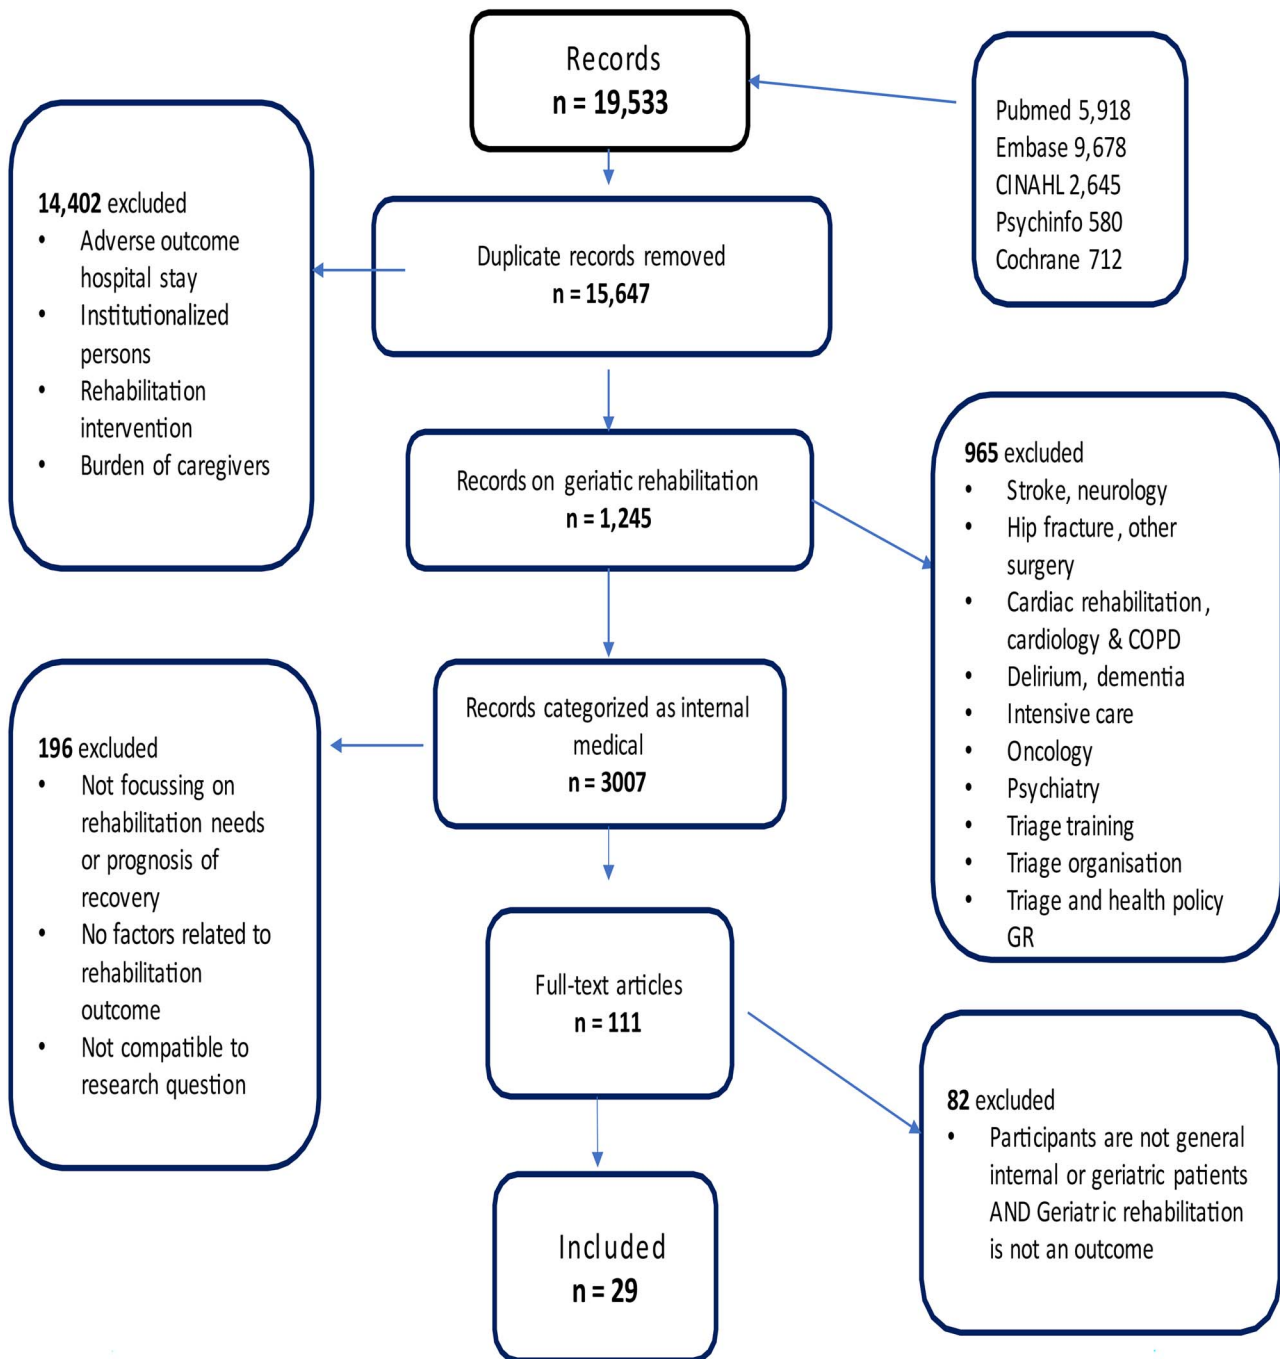 Records
n = 19,533
Pubmed 5,918
Embase 9,678
CINAHL 2,645
Psychinfo 580
Cochrane 712
Duplicate records removed
n = 15,647
14,402 excluded
• Adverse outcome
hospital stay
• Institutionalized
persons
• Rehabilitation
intervention
• Burden of caregivers
Records on geriatic rehabilitation
n = 1,245
965 excluded
• Stroke, neurology
• Hip fracture, other
surgery
• Cardiac rehabilitation,
cardiology & COPD
• Delirium, dementia
• Intensive care
• Oncology
• Psychiatry
• Triage training
• Triage organisation
• Triage and health policy
GR
Records categorized as internal
medical
n = 3007
196 excluded
• Not focussing on
rehabilitation needs
or prognosis of
recovery
• No factors related to
rehabilitation
outcome
• Not compatible to
research question
Full-text articles
n = 111
82 excluded
• Participants are not general
internal or geriatric patients
AND Geriatric rehabilitation
is not an outcome
Included
n = 29